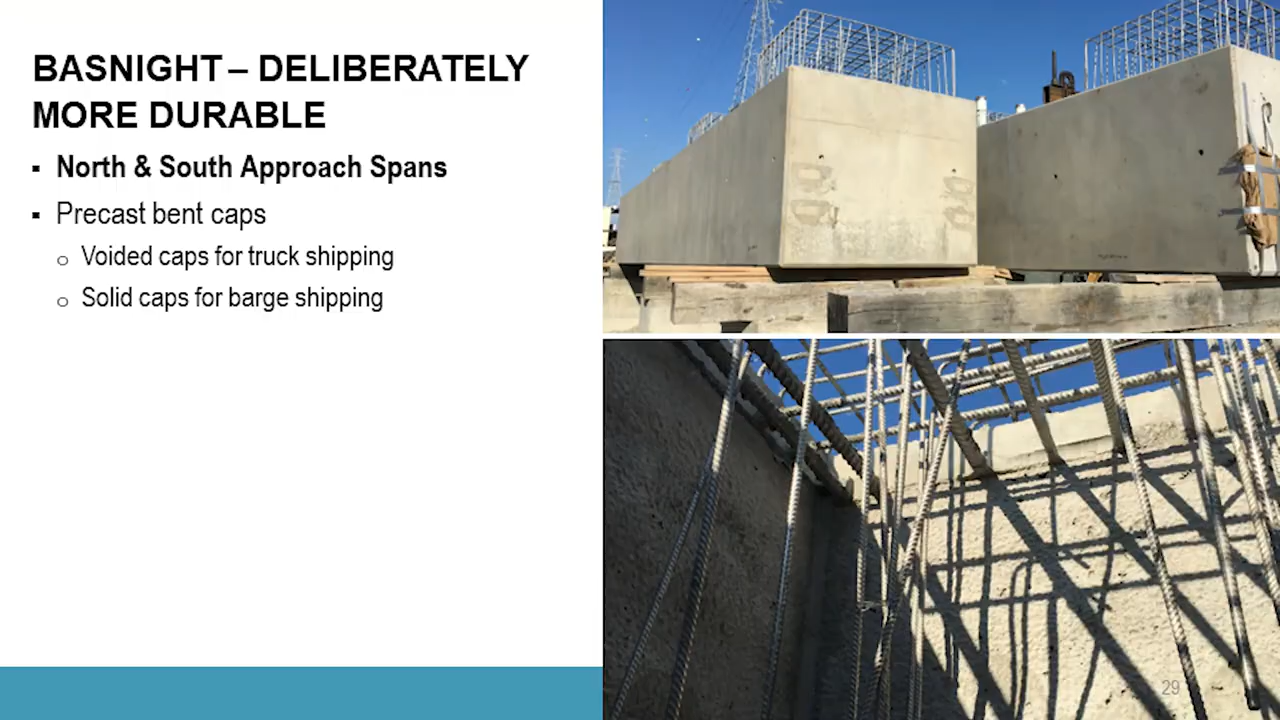 BASNIGHT – DELIBERATELY
MORE DURABLE
▪ North & South Approach Spans
▪ Precast bent caps
o Voided caps for truck shipping
o Solid caps for barge shipping
29